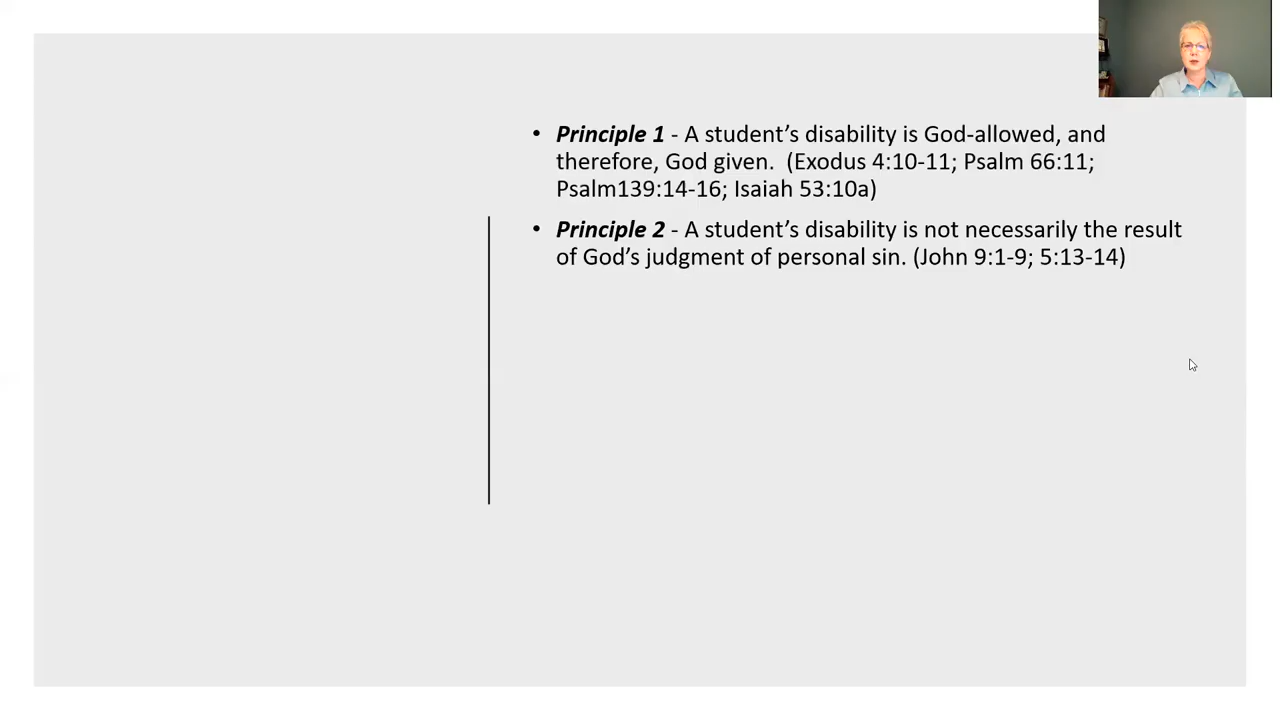 • Principle 1 - A student’s disability is God-allowed, and
therefore, God given.  (Exodus 4:10-11; Psalm 66:11;
Psalm139:14-16; Isaiah 53:10a)
• Principle 2 - A student’s disability is not necessarily the result
of God’s judgment of personal sin. (John 9:1-9; 5:13-14)